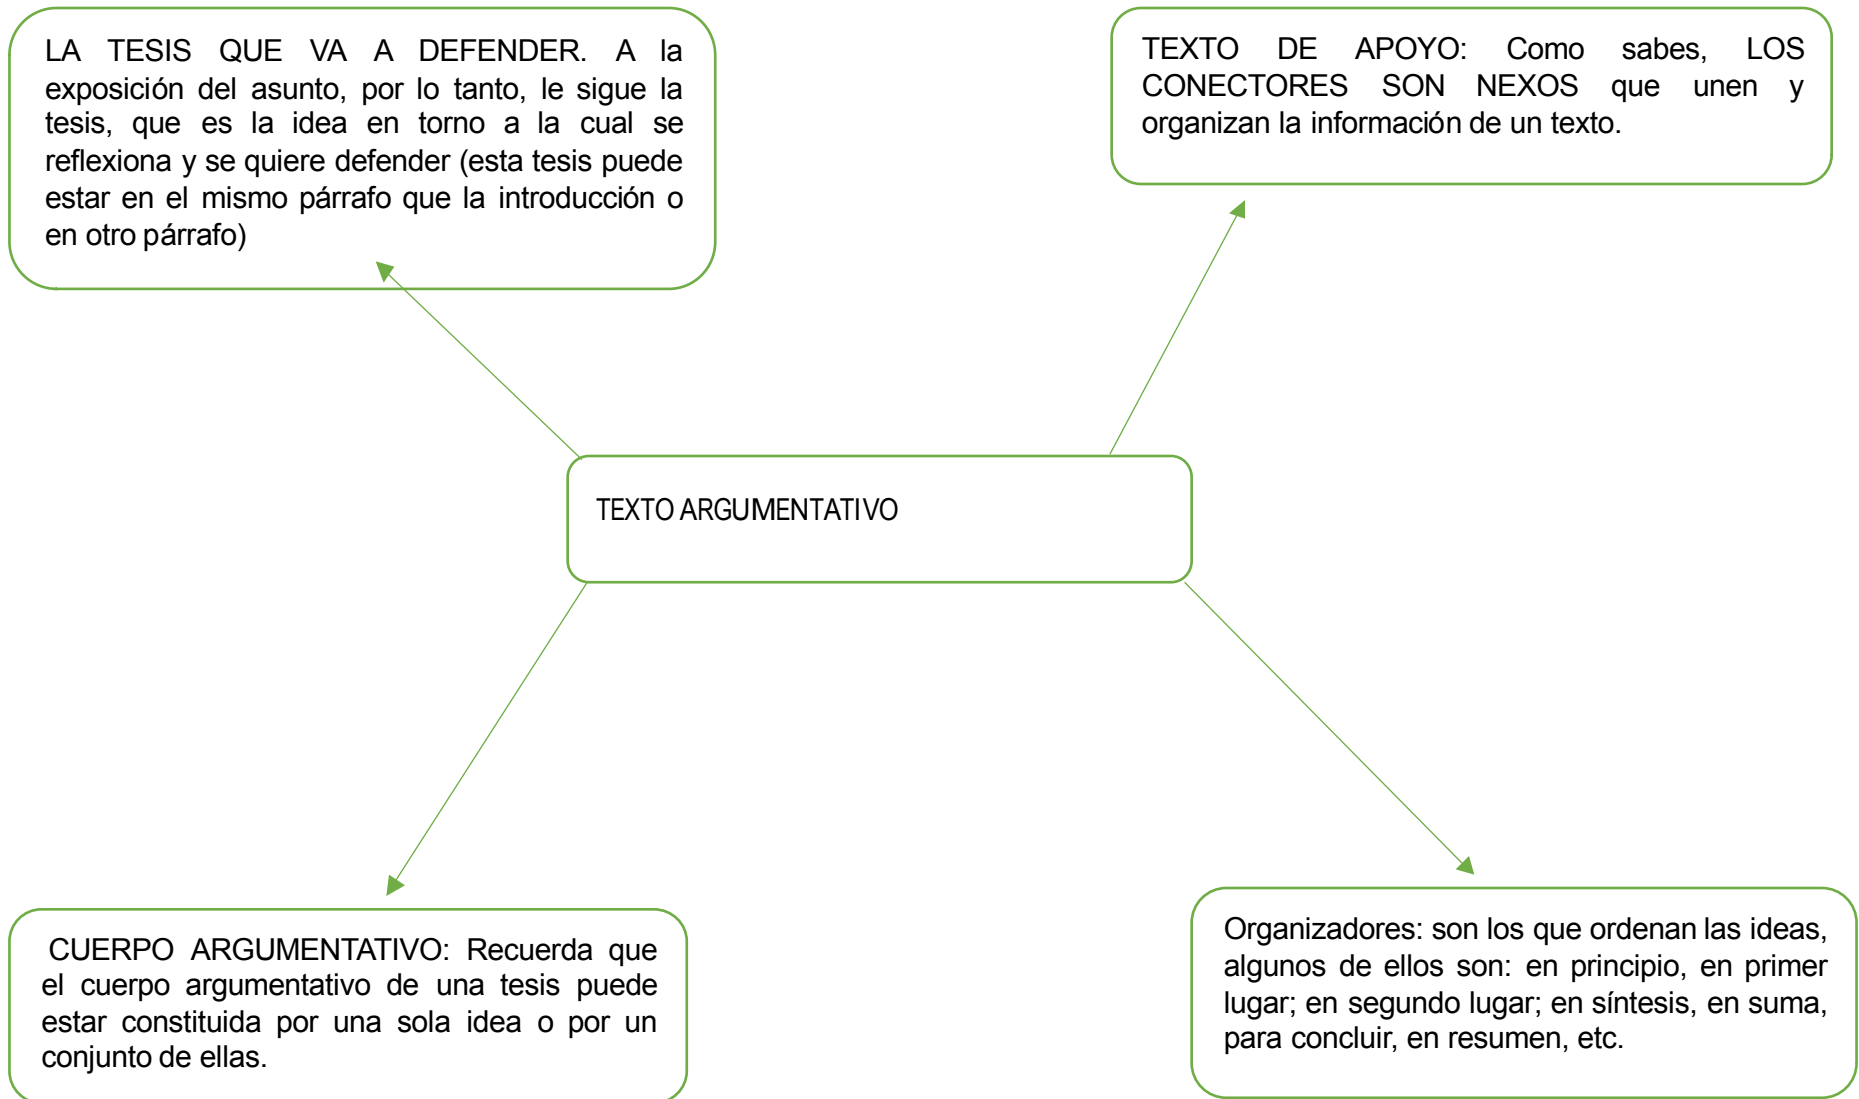 LA TESIS QUE VA A DEFENDER. A la
exposición del asunto, por lo tanto, le sigue la
tesis, que es la idea en torno a la cual se
reflexiona y se quiere defender (esta tesis puede
estar en el mismo párrafo que la introducción o
en otro párrafo)
TEXTO DE APOYO: Como sabes, LOS
CONECTORES SON NEXOS que unen y
organizan la información de un texto.
TEXTO ARGUMENTATIVO
CUERPO ARGUMENTATIVO: Recuerda que
el cuerpo argumentativo de una tesis puede
estar constituida por una sola idea o por un
conjunto de ellas.
Organizadores: son los que ordenan las ideas,
algunos de ellos son: en principio, en primer
lugar; en segundo lugar; en síntesis, en suma,
para concluir, en resumen, etc.